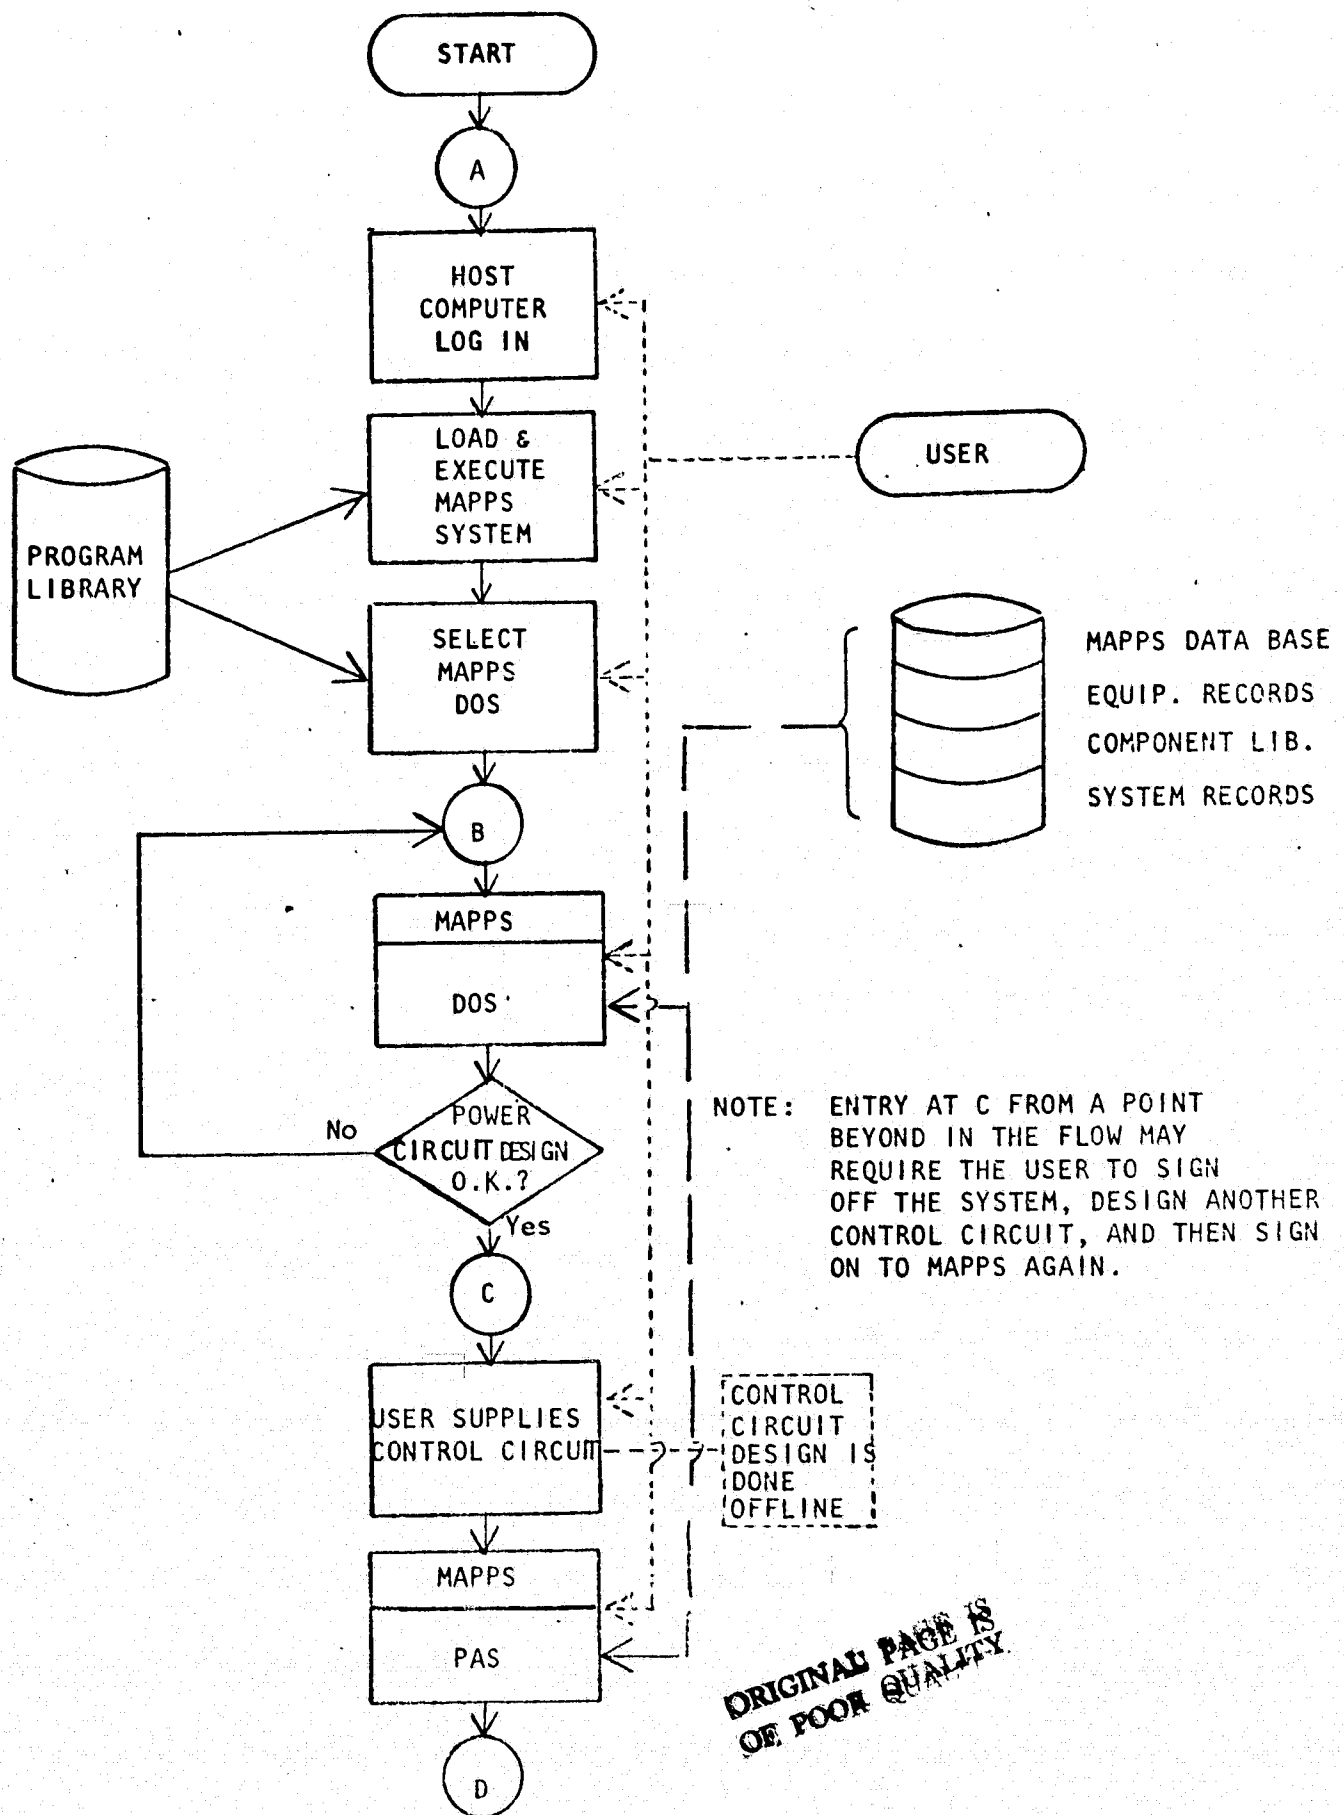 START
A
HOST
COMPUTER
LOG IN
LOAD &
EXECUTE
MAPPS
SYSTEM
USER
PROGRAM
LIBRARY
SELECT
MAPPS
DOS
MAPPS DATA BASE
EQUIP. RECORDS
COMPONENT LIB.
SYSTEM RECORDS
B
MAPPS
DOS
POWER
CIRCUIT DESIGN
O.K.?
No
Yes
NOTE: ENTRY AT C FROM A POINT
BEYOND IN THE FLOW MAY
REQUIRE THE USER TO SIGN
OFF THE SYSTEM, DESIGN ANOTHER
CONTROL CIRCUIT, AND THEN SIGN
ON TO MAPPS AGAIN.
C
USER SUPPLIES
CONTROL CIRCUIT
CONTROL
CIRCUIT
DESIGN IS
DONE
OFFLINE
MAPPS
PAS
ORIGINAL PAGE IS
OF POOR QUALITY
D